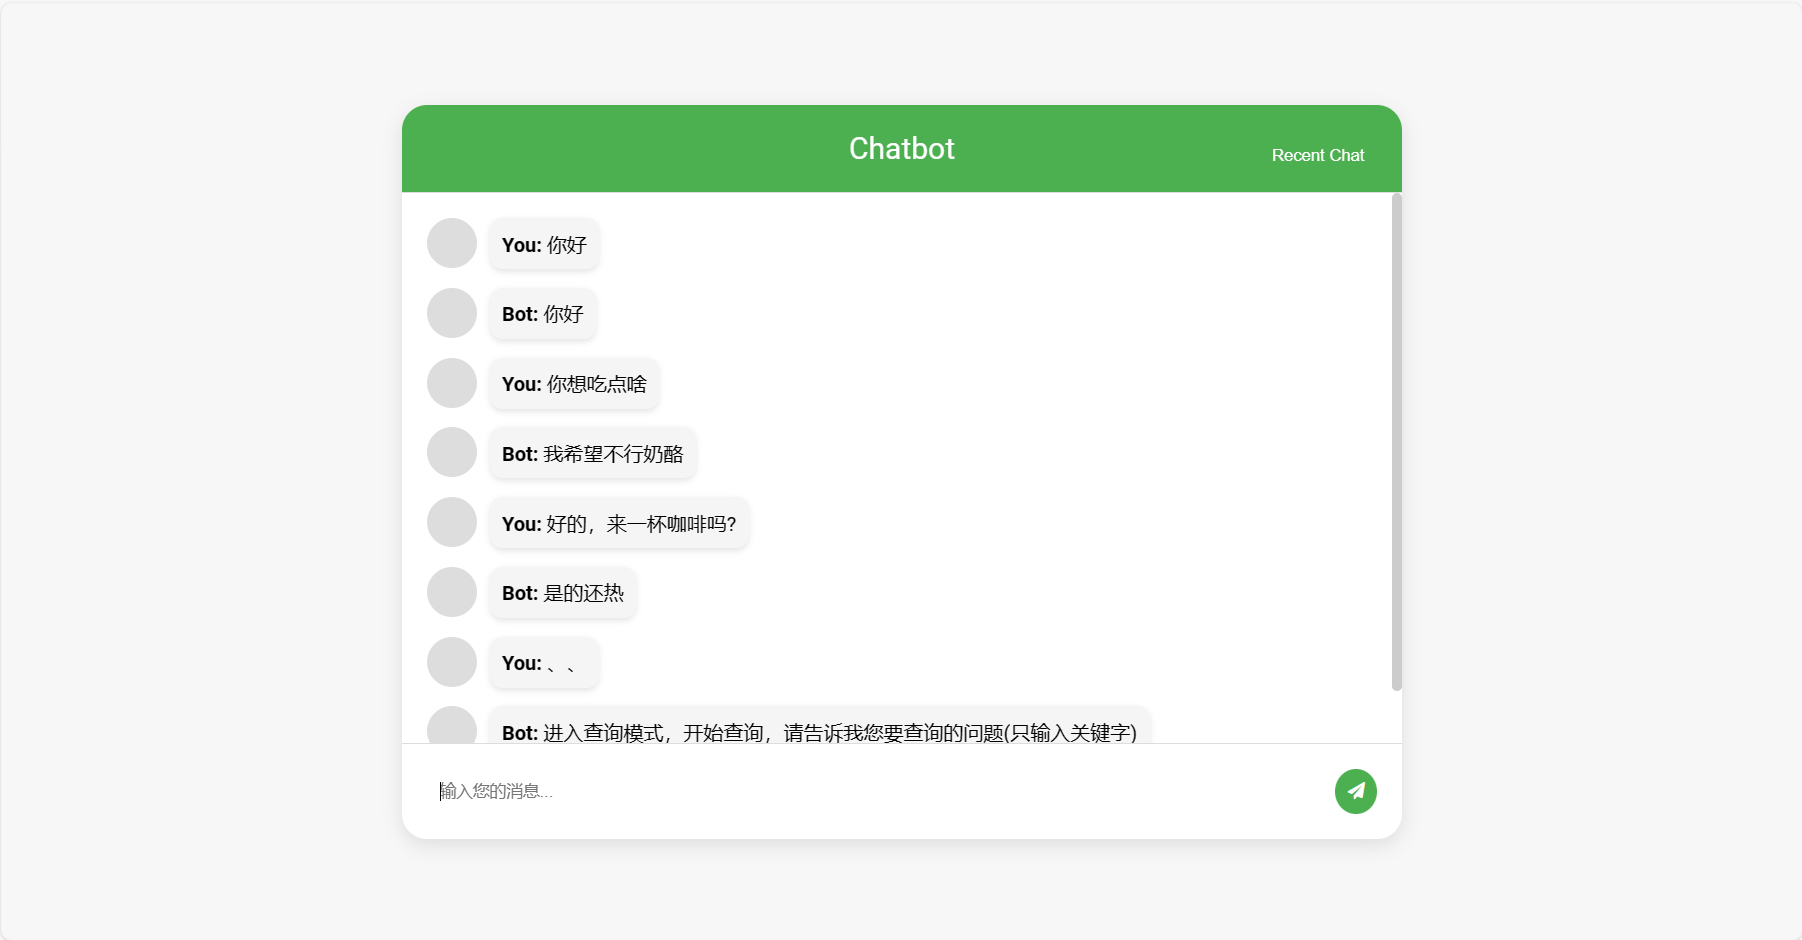 Chatbot
Recent Chat
You: 你好
Bot: 你好
You: 你想吃点啥
Bot: 我希望不行奶酪
You: 好的，来一杯咖啡吗?
Bot: 是的还热
You: 、、
Bot: 进入查询模式，开始查询，请告诉我您要查询的问题(只输入关键字)
输入您的消息...